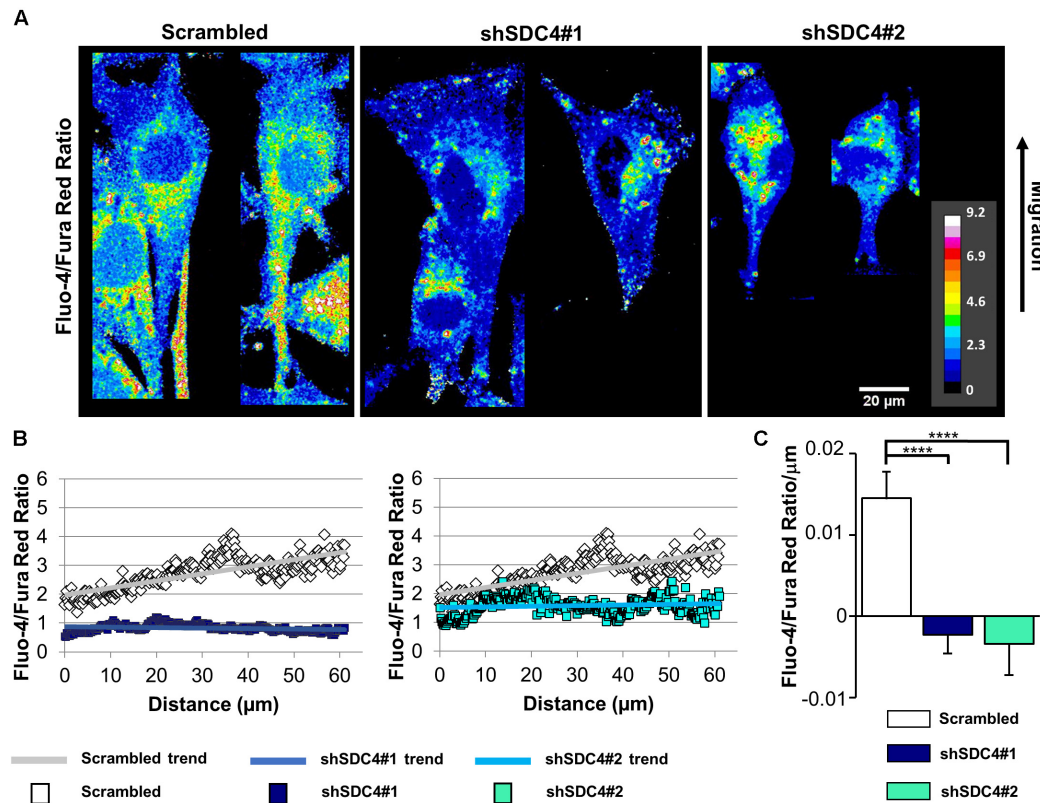 A
Scrambled
shSDC4#1
shSDC4#2
Fluo-4/Fura Red Ratio
Migration
9.2
6.9
4.6
2.3
0
20 µm
B
Fluo-4/Fura Red Ratio
6
5
4
3
2
1
0
0 10 20 30 40 50 60
Distance (µm)
Fluo-4/Fura Red Ratio
6
5
4
3
2
1
0
0 10 20 30 40 50 60
Distance (µm)
C
Fluo-4/Fura Red Ratio/µm
0.02
0.01
0
-0.01
****
****
Scrambled
shSDC4#1
shSDC4#2
Scrambled trend
shSDC4#1 trend
shSDC4#2 trend
Scrambled
shSDC4#1
shSDC4#2